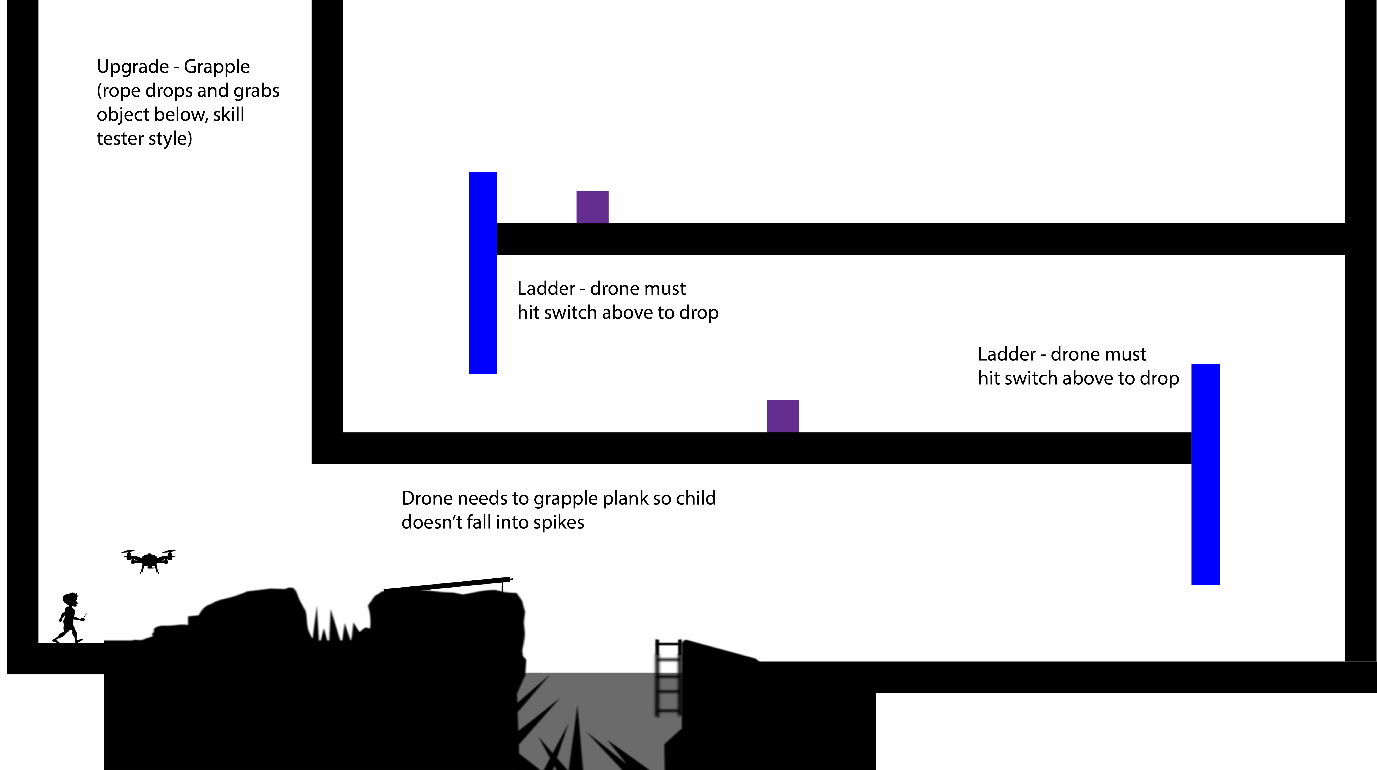 Upgrade - Grapple
(rope drops and grabs
object below, skill
tester style)
Ladder - drone must
hit switch above to drop
Ladder - drone must
hit switch above to drop
Drone needs to grapple plank so child
doesn’t fall into spikes